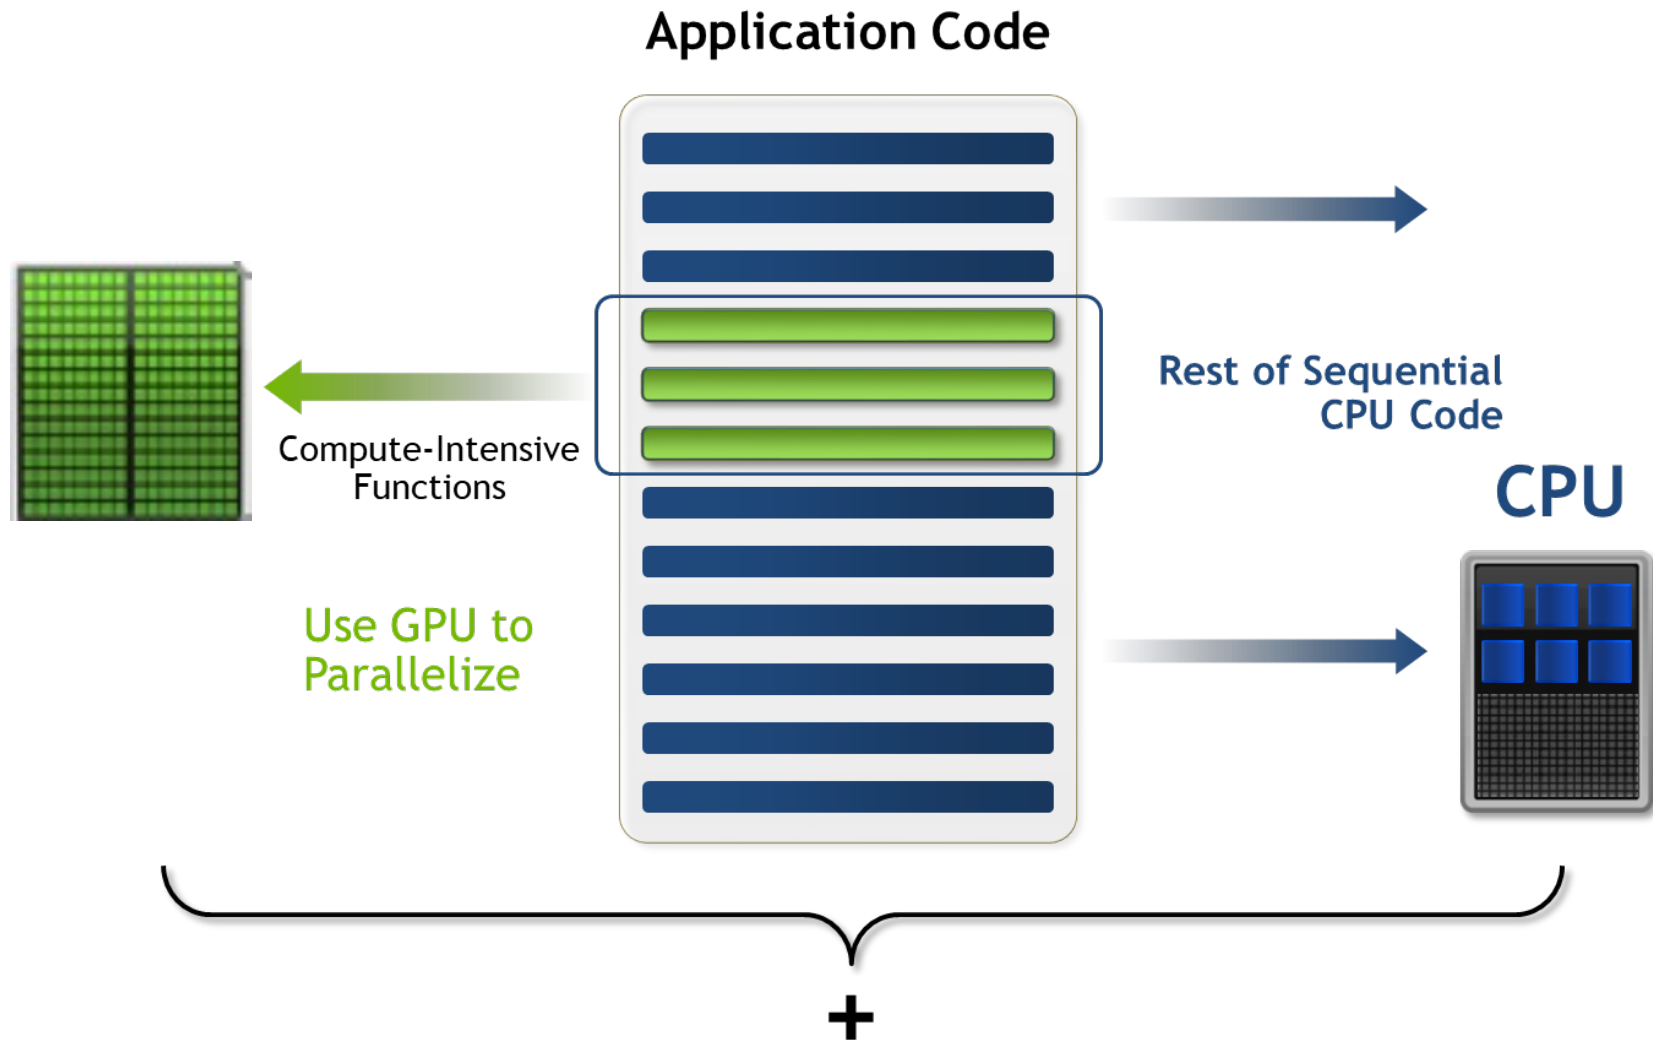 Application Code
Compute-Intensive
Functions
Use GPU to
Parallelize
Rest of Sequential
CPU Code
CPU
+